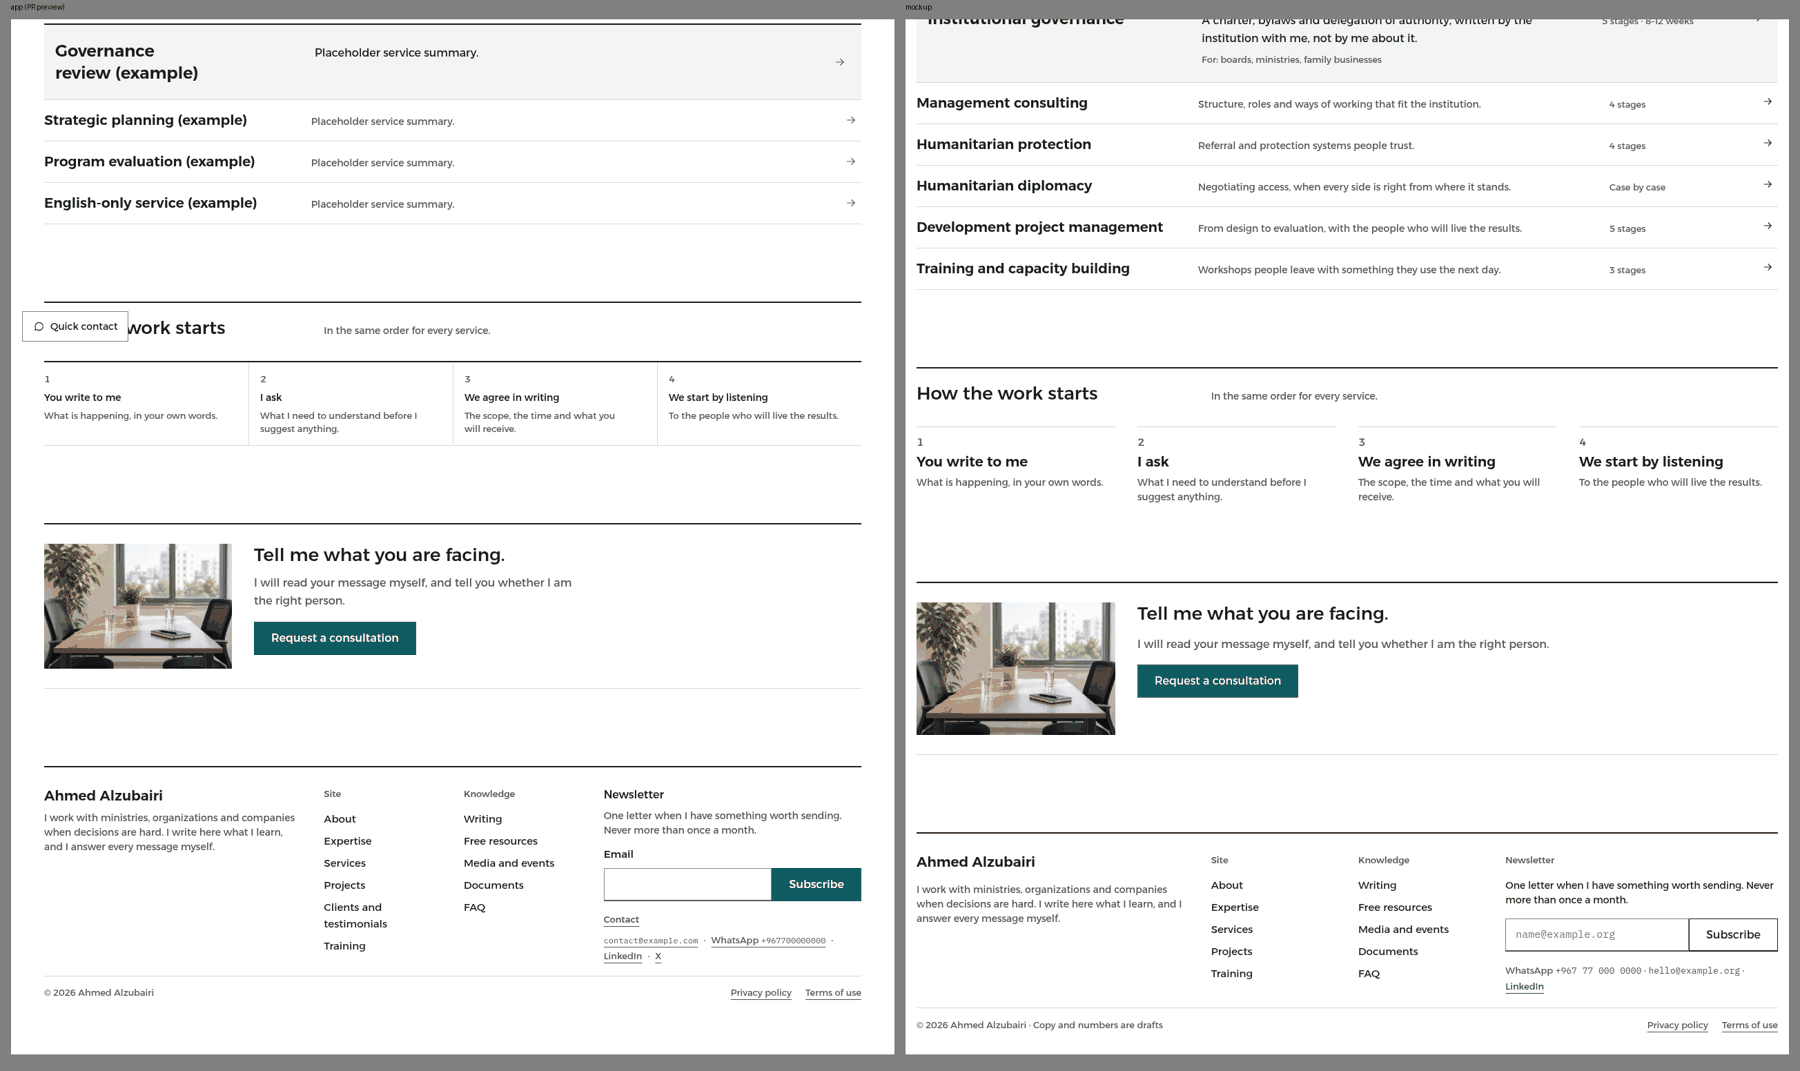 app (PR preview)
Governance
review (example)
Placeholder service summary.
→
Strategic planning (example)
Placeholder service summary.
→
Program evaluation (example)
Placeholder service summary.
→
English-only service (example)
Placeholder service summary.
→
Quick contact
work starts
In the same order for every service.
1
You write to me
What is happening, in your own words.
2
I ask
What I need to understand before I
suggest anything.
3
We agree in writing
The scope, the time and what you
will receive.
4
We start by listening
To the people who will live the results.
Tell me what you are facing.
I will read your message myself, and tell you whether I am
the right person.
Request a consultation
Ahmed Alzubairi
I work with ministries, organizations and companies
when decisions are hard. I write here what I learn,
and I answer every message myself.
Site
About
Expertise
Services
Projects
Clients and
testimonials
Training
Knowledge
Writing
Free resources
Media and events
Documents
FAQ
Newsletter
One letter when I have something worth sending.
Never more than once a month.
Email
Subscribe
Contact
contact@example.com · WhatsApp +967700000000 ·
LinkedIn · X
© 2026 Ahmed Alzubairi
Privacy policy
Terms of use
mockup
Institutional governance
A charter, bylaws and delegation of authority, written by the
institution with me, not by me about it.
For: boards, ministries, family businesses
5 stages · 8–12 weeks
Management consulting
Structure, roles and ways of working that fit the institution.
4 stages
→
Humanitarian protection
Referral and protection systems people trust.
4 stages
→
Humanitarian diplomacy
Negotiating access, when every side is right from where it stands.
Case by case
→
Development project management
From design to evaluation, with the people who will live the results.
5 stages
→
Training and capacity building
Workshops people leave with something they use the next day.
3 stages
→
How the work starts
In the same order for every service.
1
You write to me
What is happening, in your own words.
2
I ask
What I need to understand before I
suggest anything.
3
We agree in writing
The scope, the time and what you will
receive.
4
We start by listening
To the people who will live the results.
Tell me what you are facing.
I will read your message myself, and tell you whether I am the right person.
Request a consultation
Ahmed Alzubairi
I work with ministries, organizations and companies
when decisions are hard. I write here what I learn, and I
answer every message myself.
Site
About
Expertise
Services
Projects
Training
Knowledge
Writing
Free resources
Media and events
Documents
FAQ
Newsletter
One letter when I have something worth sending. Never
more than once a month.
name@example.org
Subscribe
WhatsApp +967 77 000 0000 · hello@example.org ·
LinkedIn
© 2026 Ahmed Alzubairi · Copy and numbers are drafts
Privacy policy
Terms of use